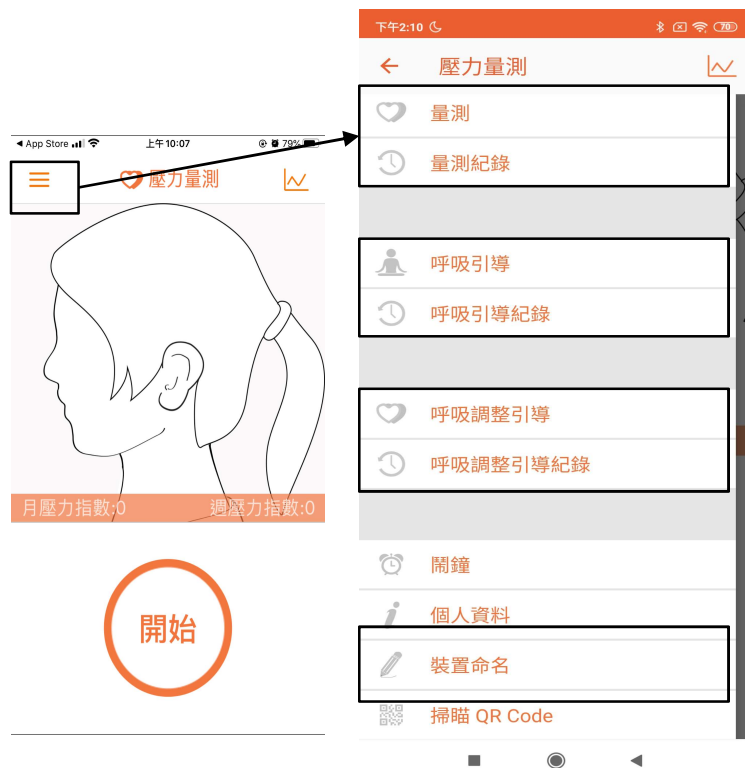 App Store
上午10:07
79%
壓力量測
月壓力指數:0
週壓力指數:0
開始
下午2:10
70
壓力量測
量測
量測紀錄
呼吸引導
呼吸引導紀錄
呼吸調整引導
呼吸調整引導紀錄
鬧鐘
個人資料
裝置命名
掃瞄 QR Code